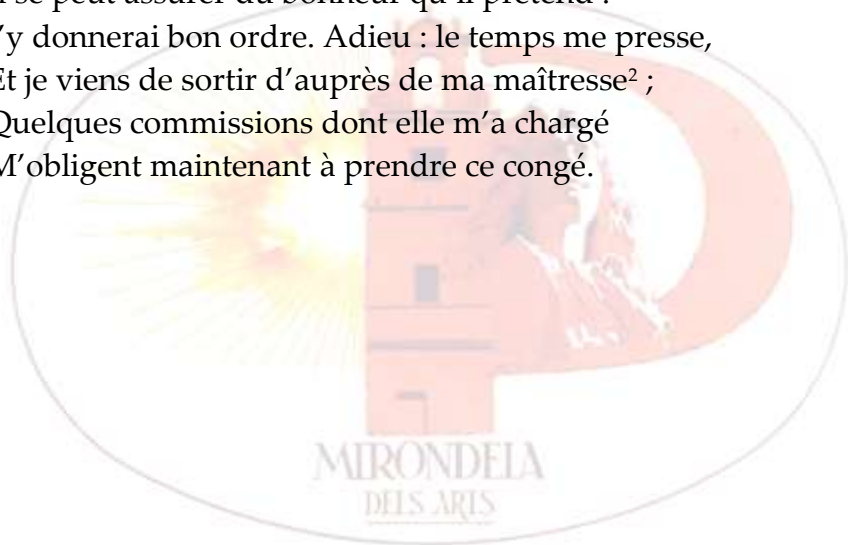 se peut assurer du bonheur qu'il prétend :
'y donnerai bon ordre. Adieu : le temps me presse,
Et je viens de sortir d'auprès de ma maîtresse² ;
Quelques commissions dont elle m'a chargé
M'obligent maintenant à prendre ce congé.
MIRONDELA
DELS ARTS